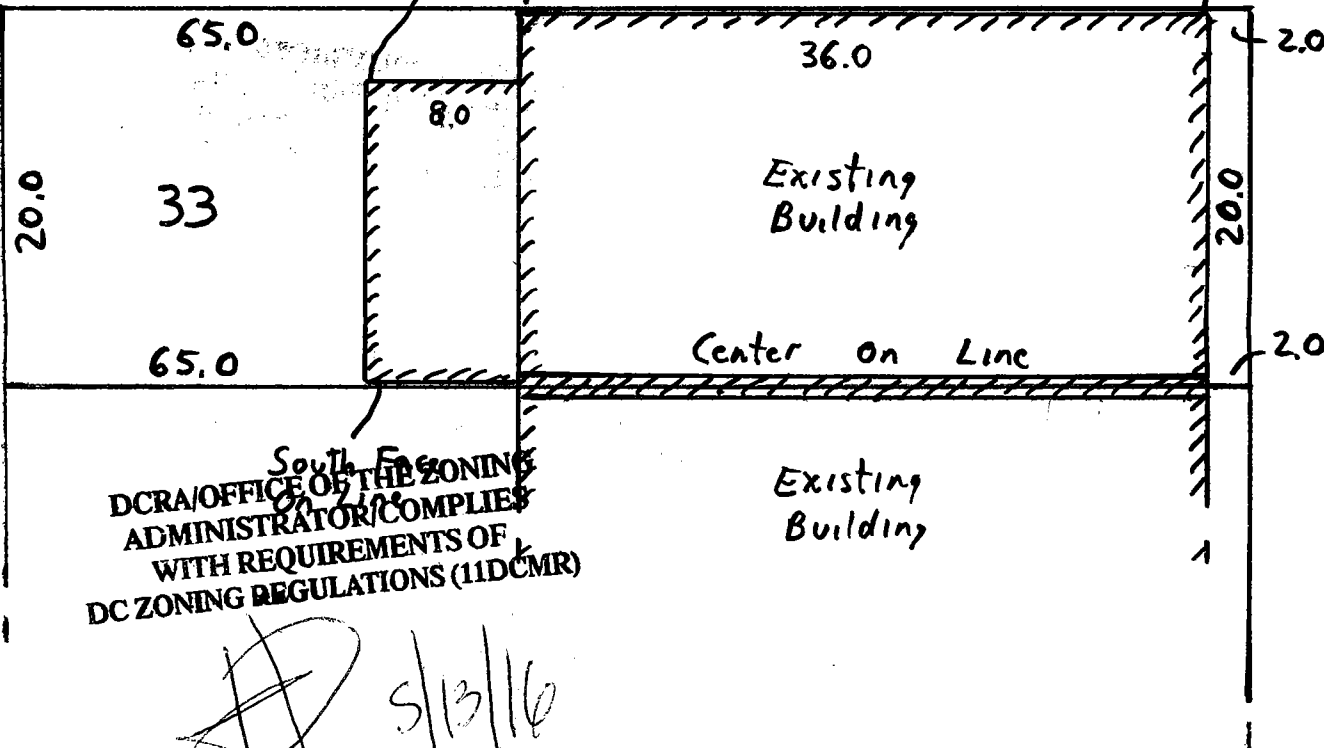 65.0
36.0
2.0
8.0
20.0
33
Existing
Building
20.0
65.0
Center on Line
2.0
South Face
On Line
DCRA/OFFICE OF THE ZONING
ADMINISTRATOR/COMPLIES
WITH REQUIREMENTS OF
DC ZONING REGULATIONS (11DCMR)
Existing
Building
5/13/16